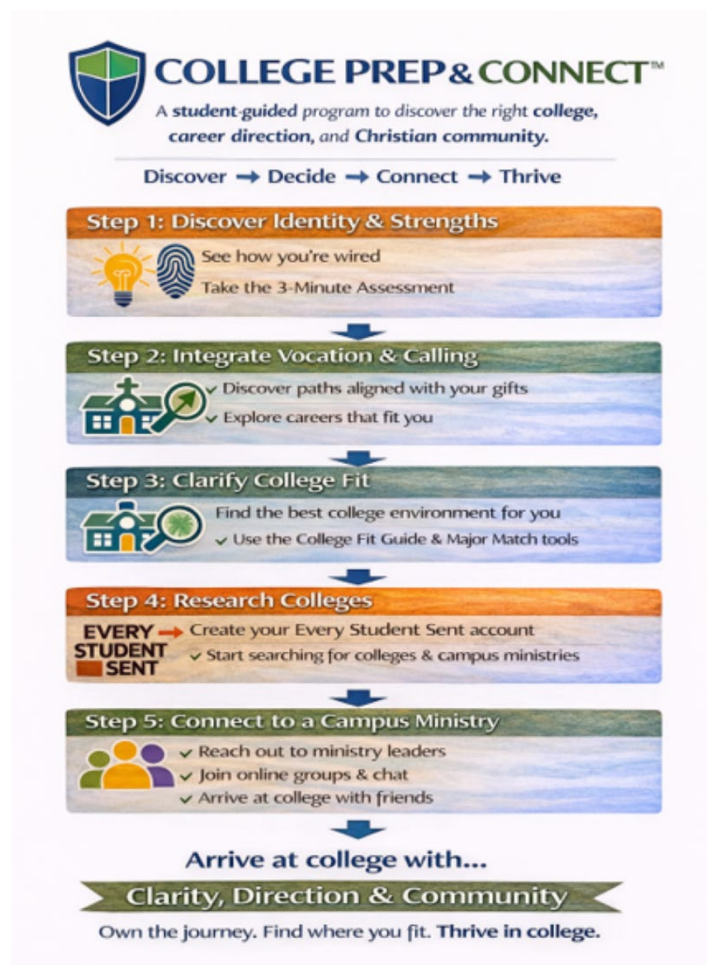 COLLEGE PREP & CONNECT™
A student-guided program to discover the right college,
career direction, and Christian community.
Discover → Decide → Connect → Thrive
Step 1: Discover Identity & Strengths
See how you're wired
Take the 3-Minute Assessment
Step 2: Integrate Vocation & Calling
✓ Discover paths aligned with your gifts
✓ Explore careers that fit you
Step 3: Clarify College Fit
Find the best college environment for you
✓ Use the College Fit Guide & Major Match tools
Step 4: Research Colleges
EVERY
STUDENT
SENT
Create your Every Student Sent account
✓ Start searching for colleges & campus ministries
Step 5: Connect to a Campus Ministry
✓ Reach out to ministry leaders
✓ Join online groups & chat
✓ Arrive at college with friends
Arrive at college with...
Clarity, Direction & Community
Own the journey. Find where you fit. Thrive in college.